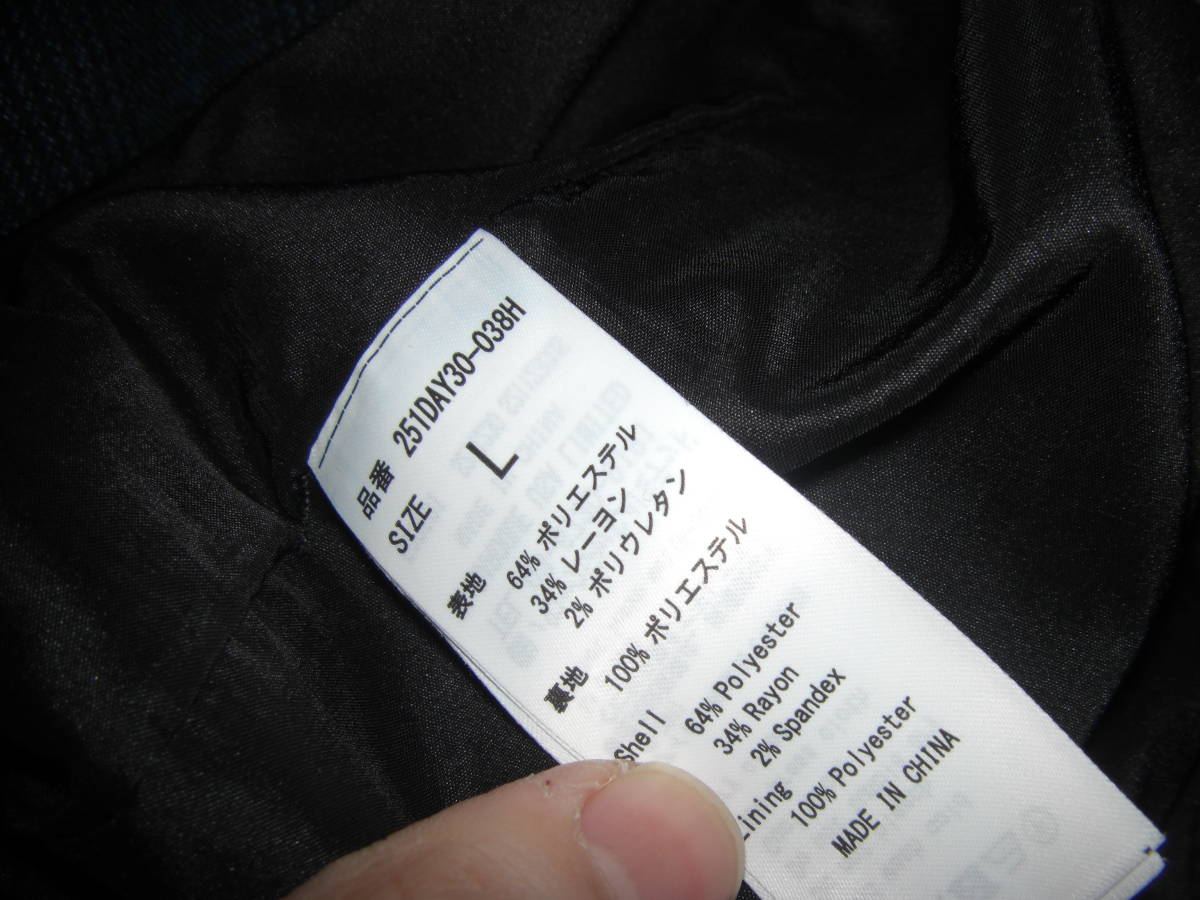 品番 251DAY30-038H
SIZE L
表地 64% ポリエステル
34% レーヨン
2% ポリウレタン
裏地 100% ポリエステル
Shell 64% Polyester
34% Rayon
2% Spandex
Lining 100% Polyester
MADE IN CHINA